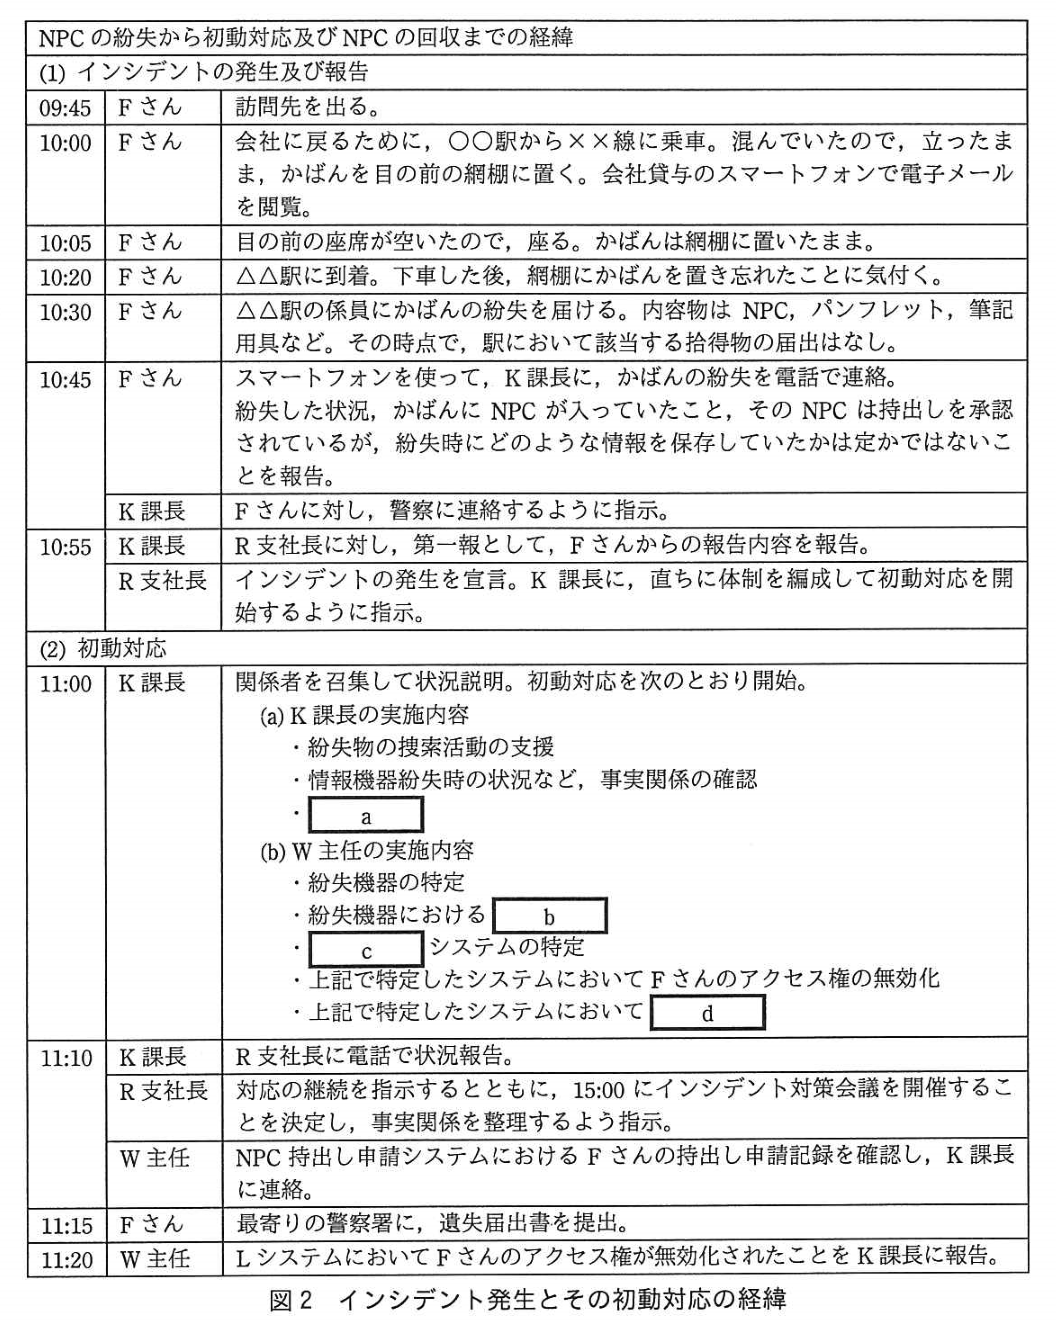 NPC の紛失から初動対応及び NPC の回収までの経緯
(1) インシデントの発生及び報告
09:45 F さん 訪問先を出る。
10:00 F さん 会社に戻るために，〇〇駅から××線に乗車。混んでいたので，立ったま
ま，かばんを目の前の網棚に置く。会社貸与のスマートフォンで電子メール
を閲覧。
10:05 F さん 目の前の座席が空いたので，座る。かばんは網棚に置いたまま。
10:20 F さん △△駅に到着。下車した後，網棚にかばんを置き忘れたことに気付く。
10:30 F さん △△駅の係員にかばんの紛失を届ける。内容物は NPC，パンフレット，筆記
用具など。その時点で，駅において該当する拾得物の届出はなし。
10:45 F さん スマートフォンを使って，K 課長に，かばんの紛失を電話で連絡。
紛失した状況，かばんに NPC が入っていたこと，その NPC は持出しを承認
されているが，紛失時にどのような情報を保存していたかは定かではないこ
とを報告。
K 課長 F さんに対し，警察に連絡するように指示。
10:55 K 課長 R 支社長に対し，第一報として，F さんからの報告内容を報告。
R 支社長 インシデントの発生を宣言。K 課長に，直ちに体制を編成して初動対応を開
始するように指示。
(2) 初動対応
11:00 K 課長 関係者を召集して状況説明。初動対応を次のとおり開始。
(a) K 課長の実施内容
・紛失物の捜索活動の支援
・情報機器紛失時の状況など，事実関係の確認
・ a
(b) W 主任の実施内容
・紛失機器の特定
・紛失機器における b
・ c システムの特定
・上記で特定したシステムにおいて F さんのアクセス権の無効化
・上記で特定したシステムにおいて d
11:10 K 課長 R 支社長に電話で状況報告。
R 支社長 対応の継続を指示するとともに，15:00 にインシデント対策会議を開催するこ
とを決定し，事実関係を整理するよう指示。
W 主任 NPC 持出し申請システムにおける F さんの持出し申請記録を確認し，K 課長
に連絡。
11:15 F さん 最寄りの警察署に，遺失届出書を提出。
11:20 W 主任 L システムにおいて F さんのアクセス権が無効化されたことを K 課長に報告。
図 2 インシデント発生とその初動対応の経緯